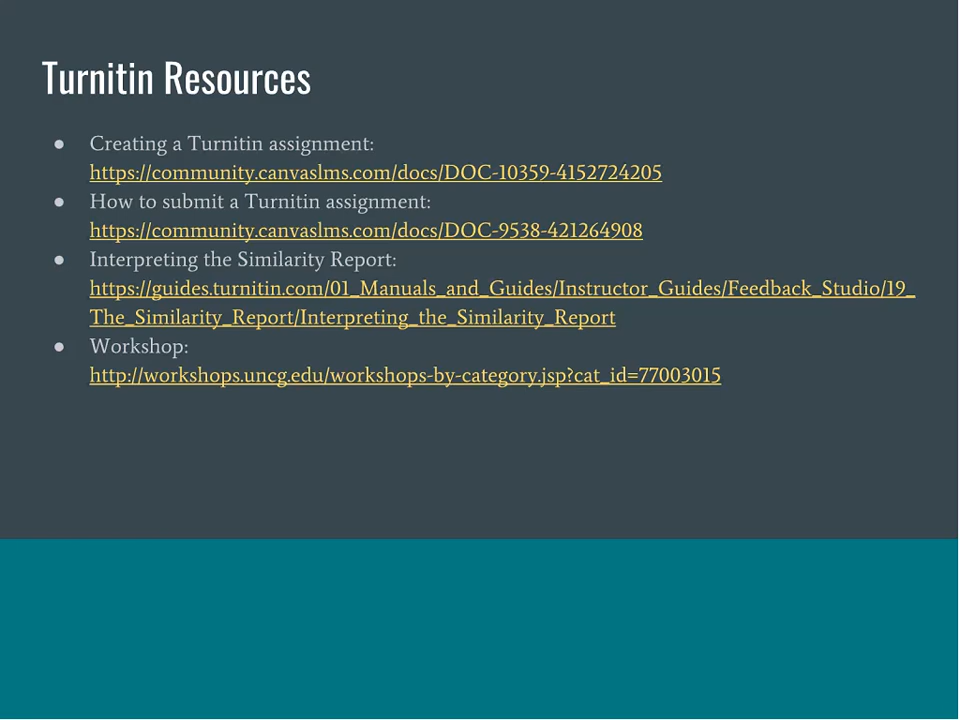 Turnitin Resources
● Creating a Turnitin assignment:
https://community.canvaslms.com/docs/DOC-10359-4152724205
● How to submit a Turnitin assignment:
https://community.canvaslms.com/docs/DOC-9538-421264908
● Interpreting the Similarity Report:
https://guides.turnitin.com/01_Manuals_and_Guides/Instructor_Guides/Feedback_Studio/19_
The_Similarity_Report/Interpreting_the_Similarity_Report
● Workshop:
http://workshops.uncg.edu/workshops-by-category.jsp?cat_id=77003015